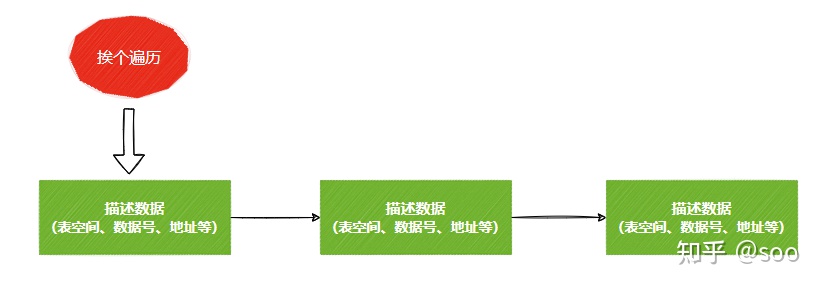 挨个遍历
描述数据
(表空间、数据号、地址等)
描述数据
(表空间、数据号、地址等)
描述数据
(表空间、数据号、地址等)
知乎 @soo